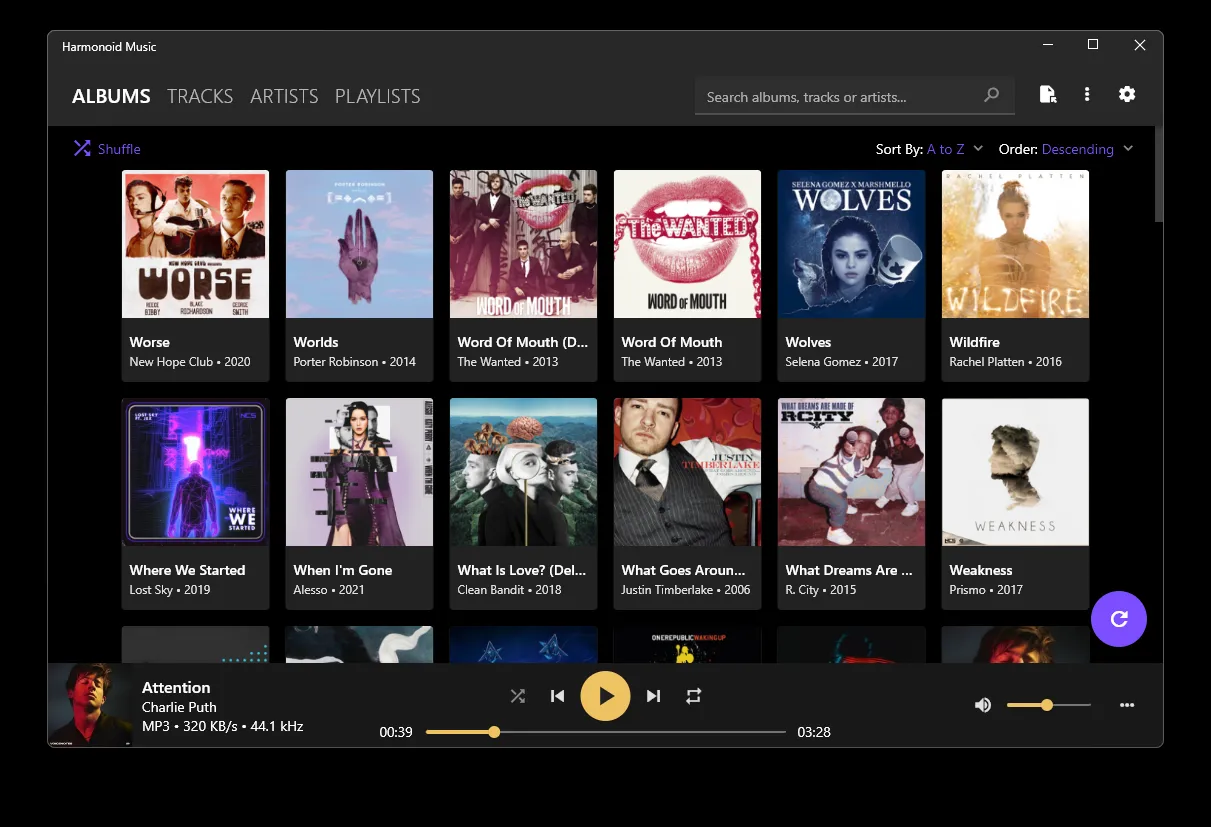 Harmonoid Music
ALBUMS TRACKS ARTISTS PLAYLISTS
Search albums, tracks or artists...
Shuffle
Sort By: A to Z
Order: Descending
NEW HOPE CLUB PRESENTS
WORSE
REECE BIBBY
BLAKE RICHARDSON
GEORGE SMITH
PORTER ROBINSON
THE WANTED
WORD OF MOUTH
THE WANTED
WORD OF MOUTH
SELENA GOMEZ X MARSHMELLO
WOLVES
RACHEL PLATTEN
WILDFIRE
Worse
New Hope Club • 2020
Worlds
Porter Robinson • 2014
Word Of Mouth (D...
The Wanted • 2013
Word Of Mouth
The Wanted • 2013
Wolves
Selena Gomez • 2017
Wildfire
Rachel Platten • 2016
LOST SKY
FT. JEX
NCS
WHERE
WE
STARTED
JUSTIN
TIMBERLAKE
WHAT DREAMS ARE MADE OF
RCITY
WEAKNESS
Where We Started
Lost Sky • 2019
When I'm Gone
Alesso • 2021
What Is Love? (Del...
Clean Bandit • 2018
What Goes Aroun...
Justin Timberlake • 2006
What Dreams Are ...
R. City • 2015
Weakness
Prismo • 2017
ONEREPUBLIC WAKING UP
Attention
Charlie Puth
MP3 • 320 KB/s • 44.1 kHz
00:39
03:28